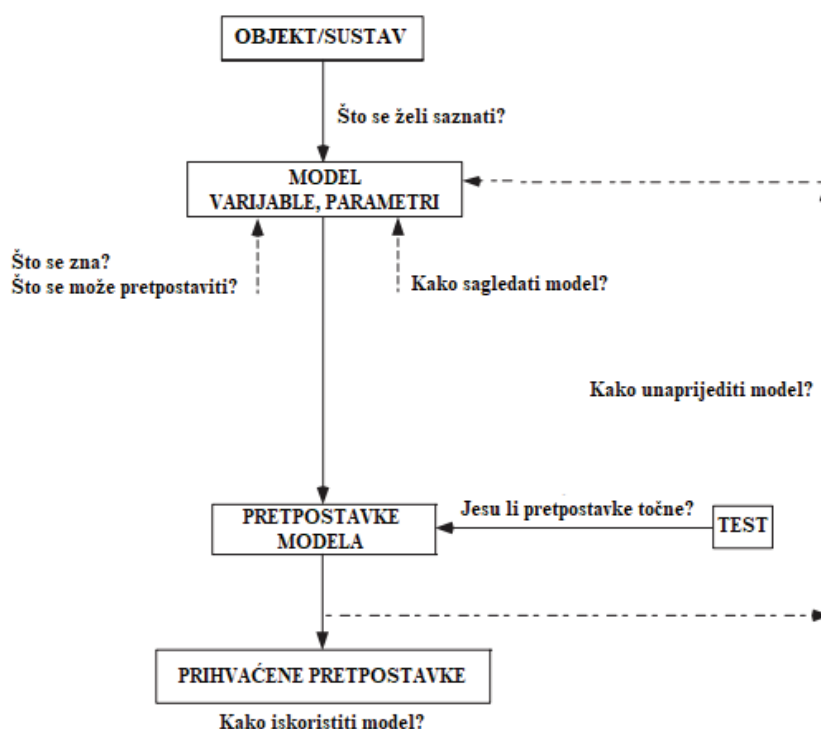 OBJEKT/SUSTAV
Što se želi saznati?
MODEL
VARIJABLE, PARAMETRI
Što se zna?
Što se može pretpostaviti?
Kako sagledati model?
Kako unaprijediti model?
Jesu li pretpostavke točne?
PRETPOSTAVKE
MODELA
TEST
PRIHVAĆENE PRETPOSTAVKE
Kako iskoristiti model?